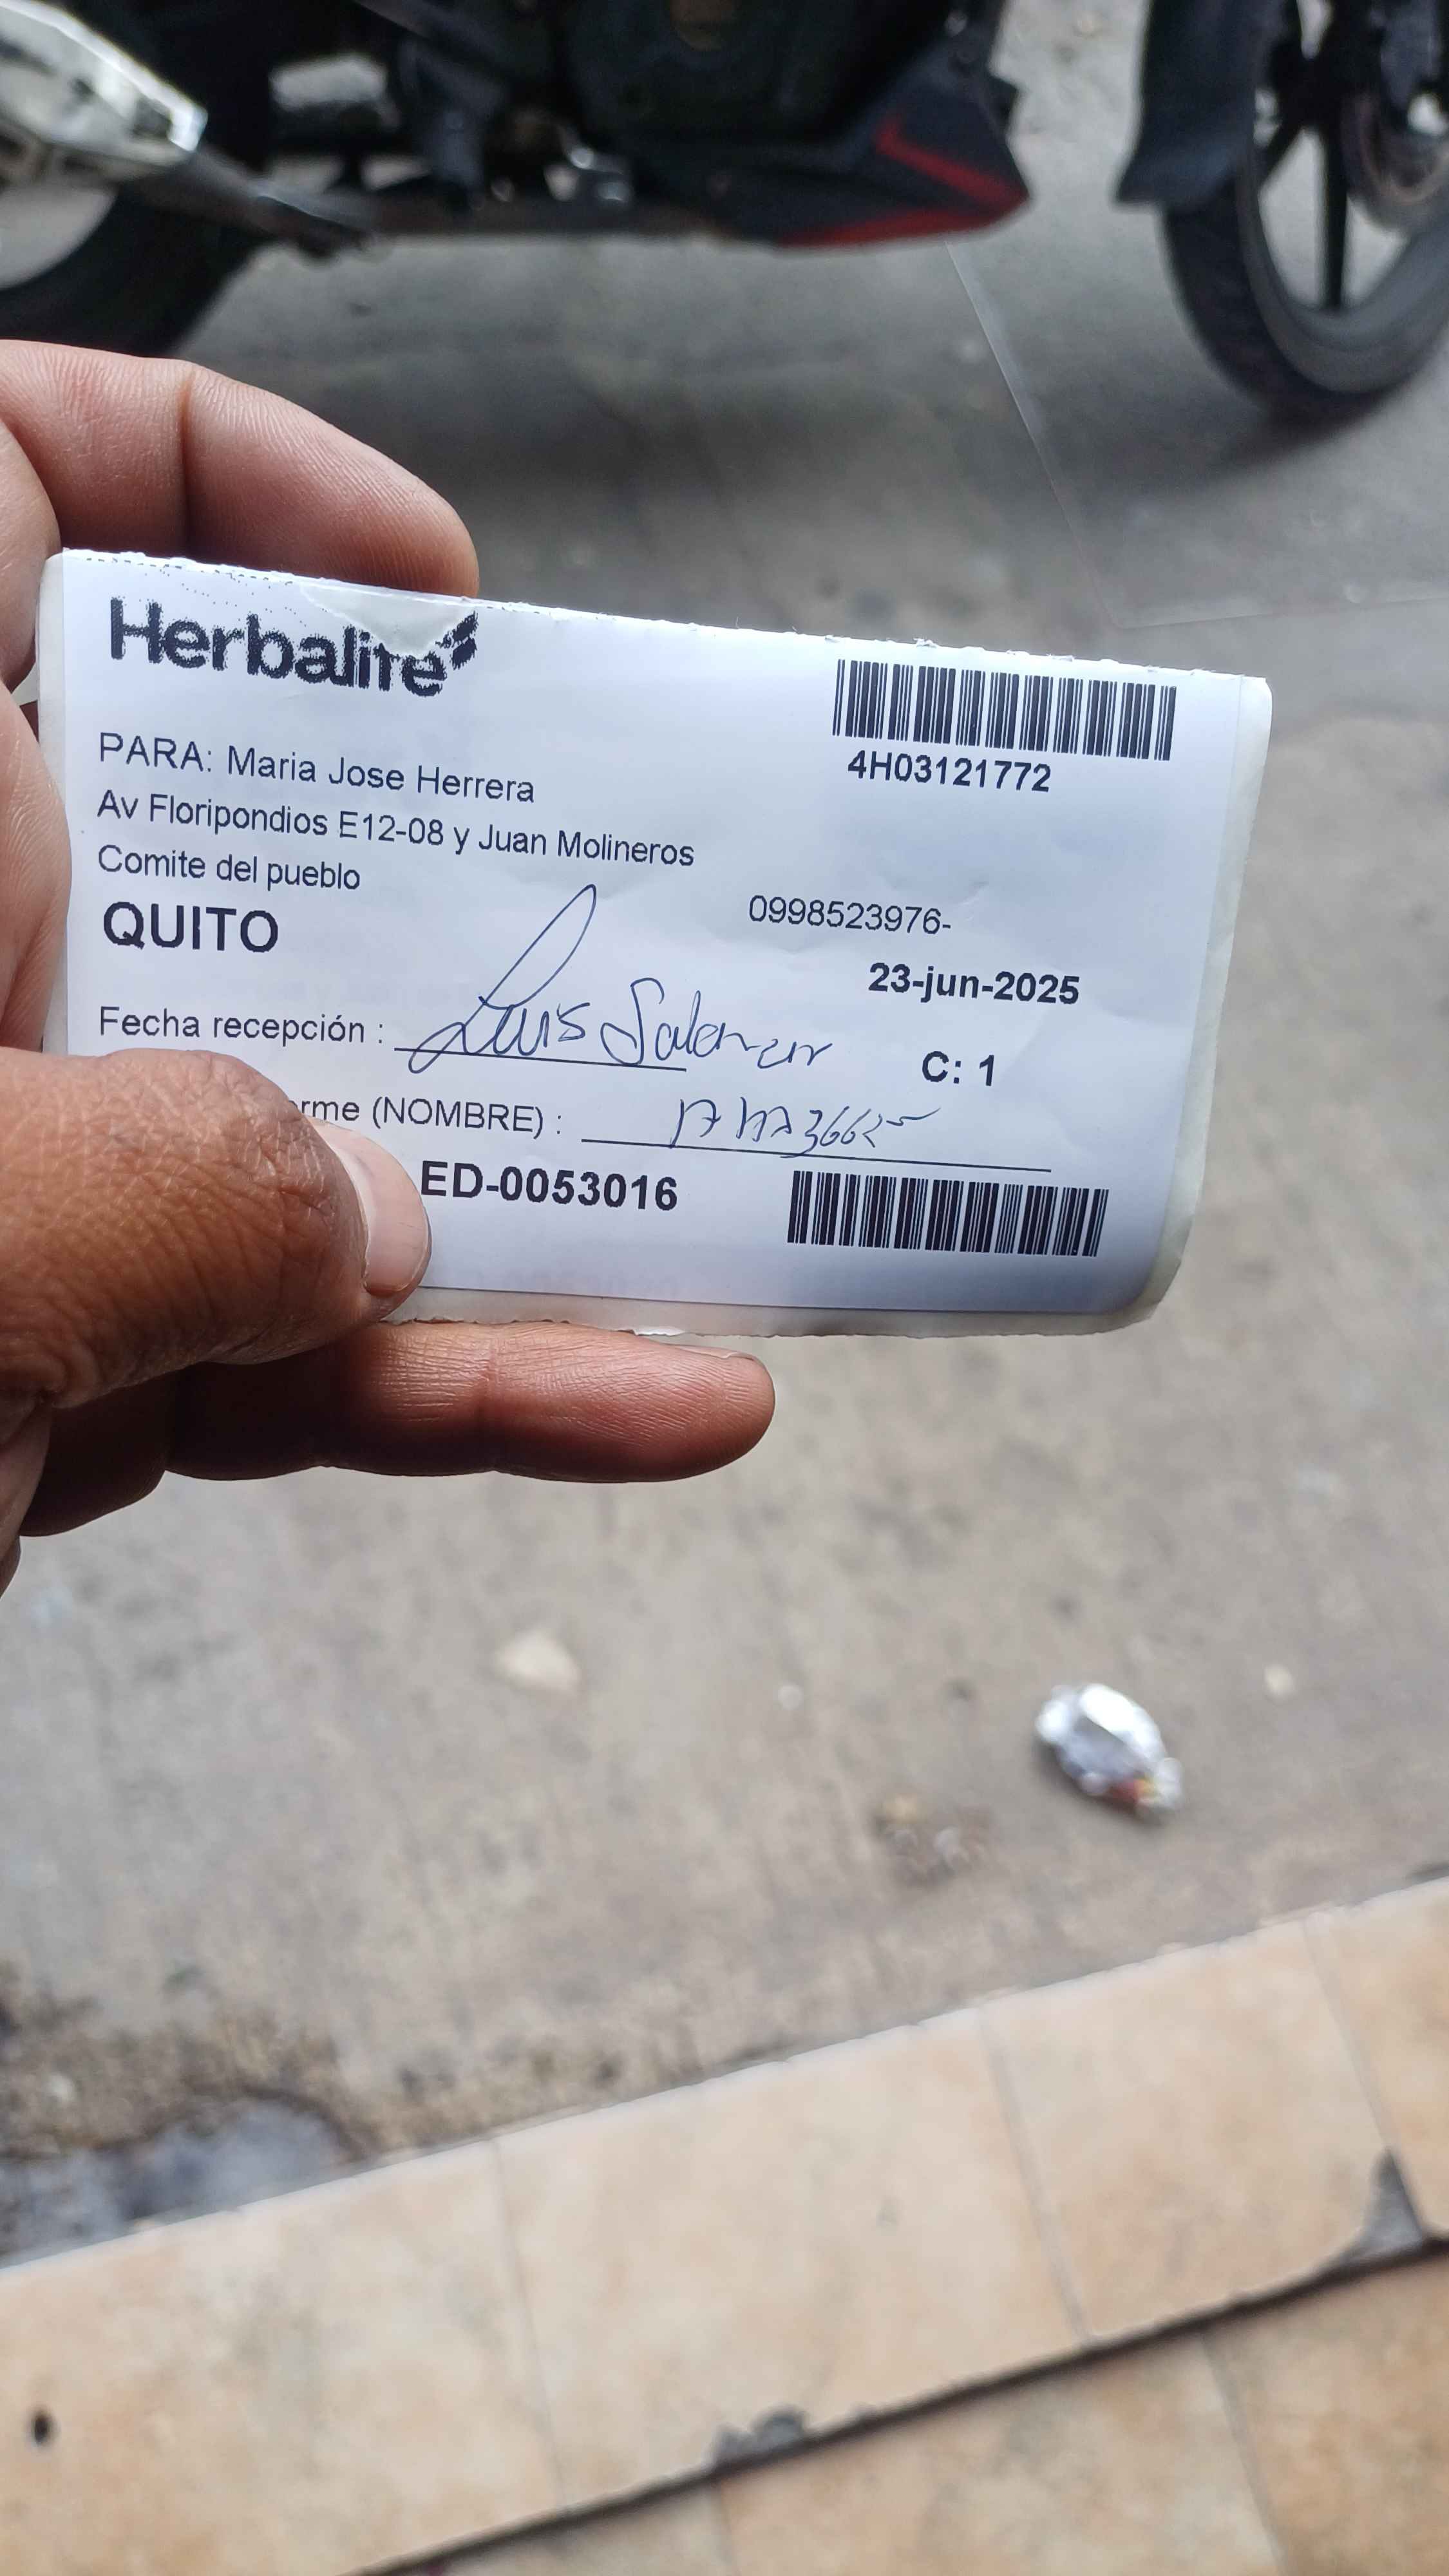 Herbalife
4H03121772
PARA: Maria Jose Herrera
Av Floripondios E12-08 y Juan Molineros
Comite del pueblo
0998523976-
QUITO
23-jun-2025
Fecha recepción : Luis
C: 1
(NOMBRE) :
ED-0053016